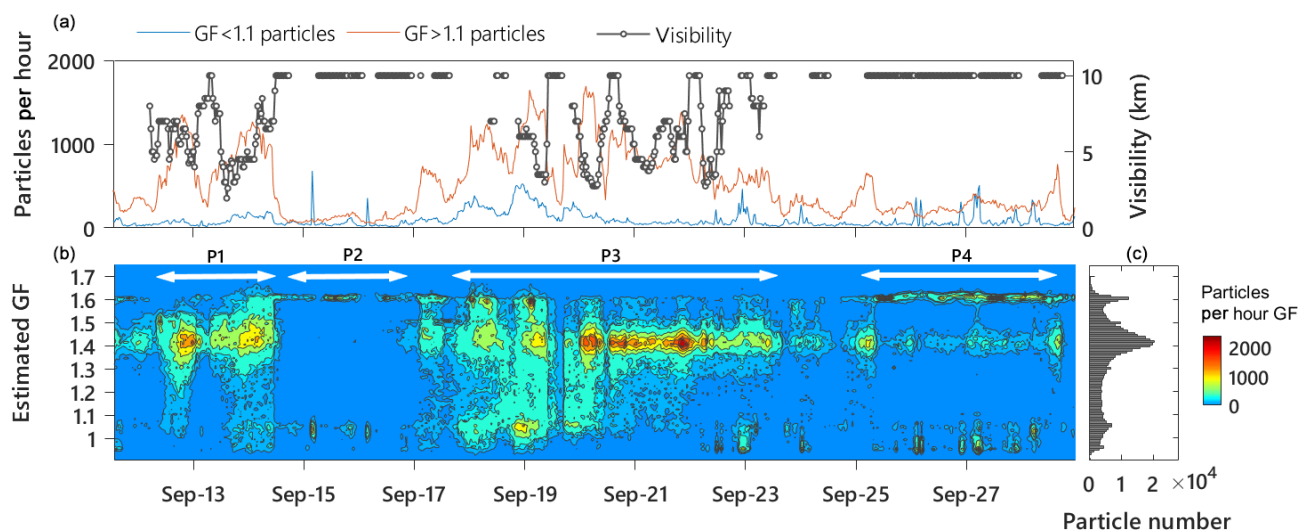 (a)
GF<1.1 particles GF>1.1 particles Visibility
Particles per hour
2000
1000
0
10
5
0
Visibility (km)
(b)
P1 P2 P3 P4
(c)
Estimated GF
1.7
1.6
1.5
1.4
1.3
1.2
1.1
1
Sep-13 Sep-15 Sep-17 Sep-19 Sep-21 Sep-23 Sep-25 Sep-27
0 1 2 ×10⁴
Particle number
Particles
per hour GF
2000
1000
0